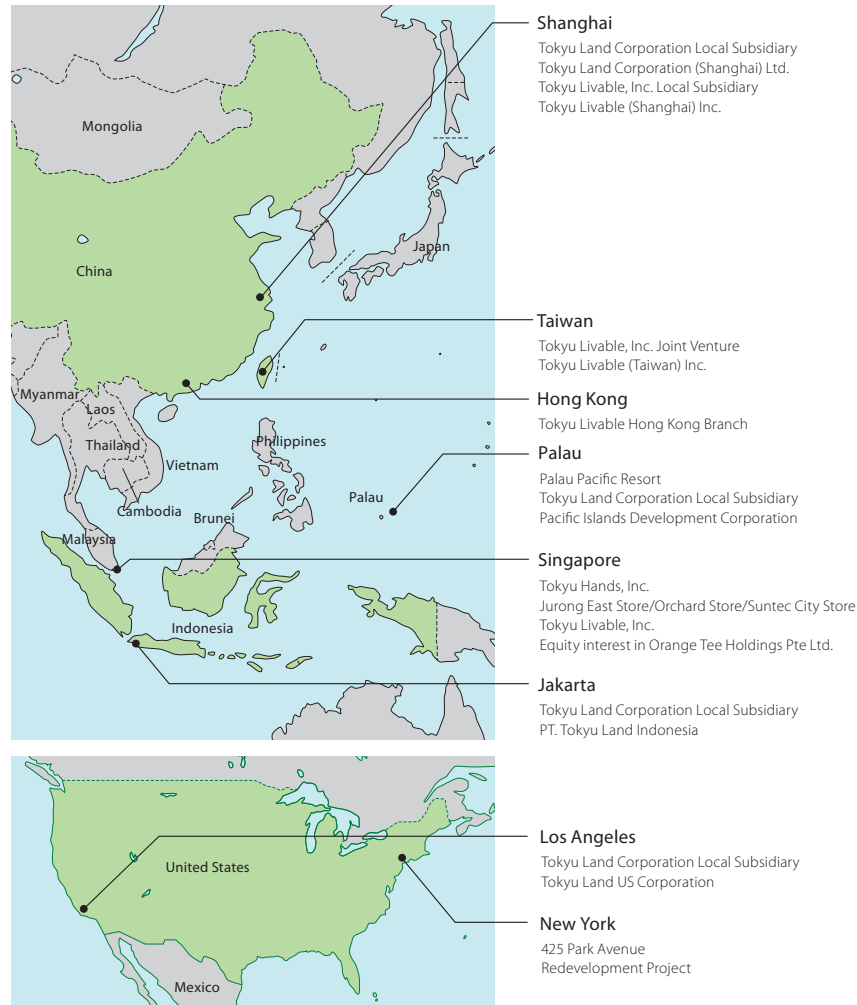 Mongolia
China
Japan
Myanmar
Laos
Thailand
Vietnam
Cambodia
Philippines
Palau
Brunei
Malaysia
Indonesia
Shanghai
Tokyu Land Corporation Local Subsidiary
Tokyu Land Corporation (Shanghai) Ltd.
Tokyu Livable, Inc. Local Subsidiary
Tokyu Livable (Shanghai) Inc.
Taiwan
Tokyu Livable, Inc. Joint Venture
Tokyu Livable (Taiwan) Inc.
Hong Kong
Tokyu Livable Hong Kong Branch
Palau
Palau Pacific Resort
Tokyu Land Corporation Local Subsidiary
Pacific Islands Development Corporation
Singapore
Tokyu Hands, Inc.
Jurong East Store/Orchard Store/Suntec City Store
Tokyu Livable, Inc.
Equity interest in Orange Tee Holdings Pte Ltd.
Jakarta
Tokyu Land Corporation Local Subsidiary
PT. Tokyu Land Indonesia
United States
Mexico
Los Angeles
Tokyu Land Corporation Local Subsidiary
Tokyu Land US Corporation
New York
425 Park Avenue
Redevelopment Project